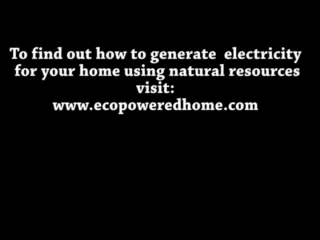 To find out how to generate electricity
for your home using natural resources
visit:
www.ecopoweredhome.com